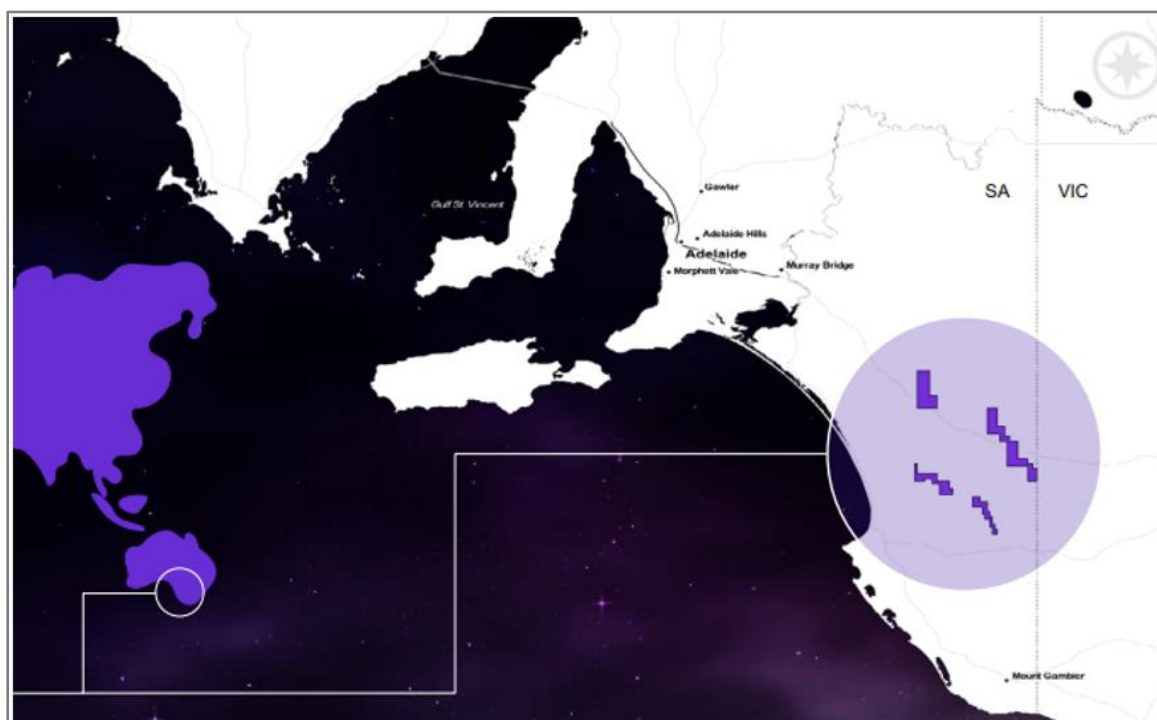 SA
VIC
Gawler
Gulf St. Vincent
Adelaide Hills
Adelaide
Murray Bridge
Morphett Vale
Mount Gambier